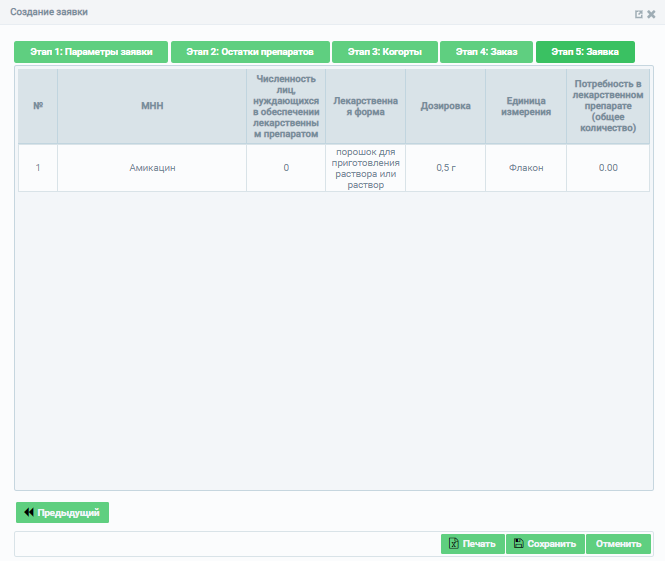 Создание заявки
Этап 1: Параметры заявки Этап 2: Остатки препаратов Этап 3: Когорты Этап 4: Заказ Этап 5: Заявка
№
МНН
Численность
лиц,
нуждающихся
в обеспечении
лекарственны
м препаратом
Лекарственна
я форма
Дозировка
Единица
измерения
Потребность в
лекарственном
препарате
(общее
количество)
1
Амикацин
0
порошок для
приготовления
раствора или
раствор
0,5 г
Флакон
0.00
Предыдущий
Печать Сохранить Отменить